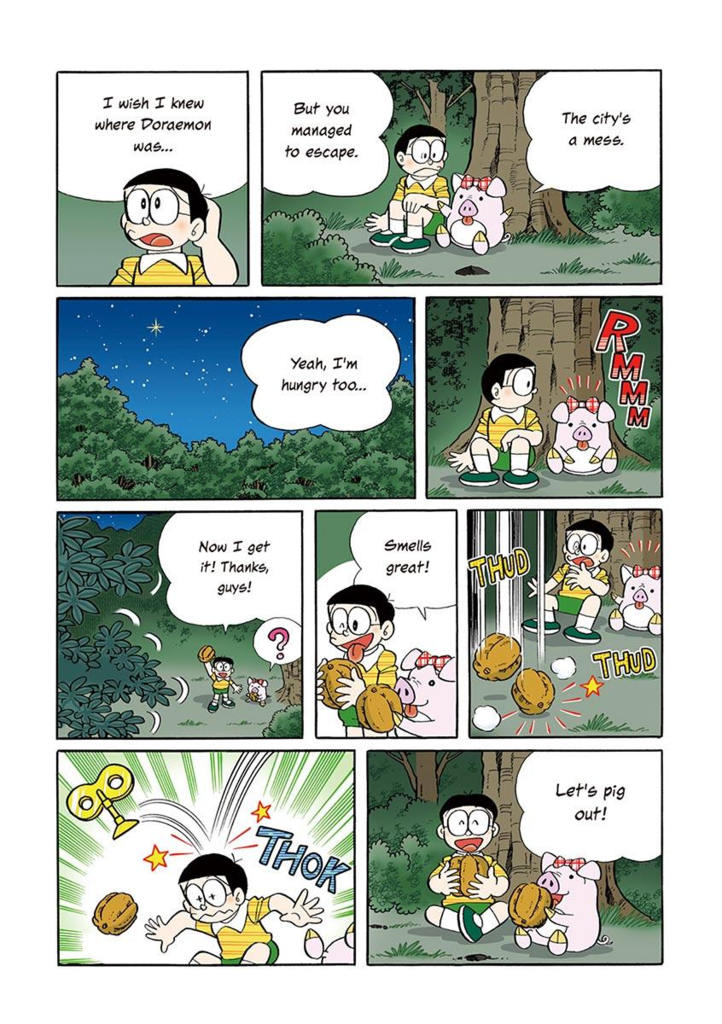 The city's
a mess.
But you
managed
to escape.
I wish I knew
where Doraemon
was...
RMMM
Yeah, I'm
hungry too...
THUD
THUD
Smells
great!
Now I get
it! Thanks,
guys!
?
Let's pig
out!
THOK